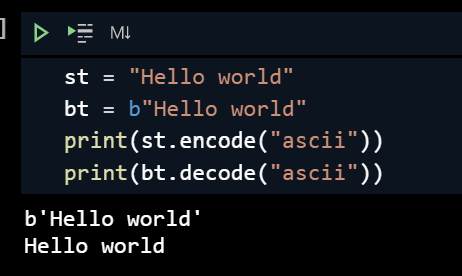 ]
M↓
st = "Hello world"
bt = b"Hello world"
print(st.encode("ascii"))
print(bt.decode("ascii"))
b'Hello world'
Hello world